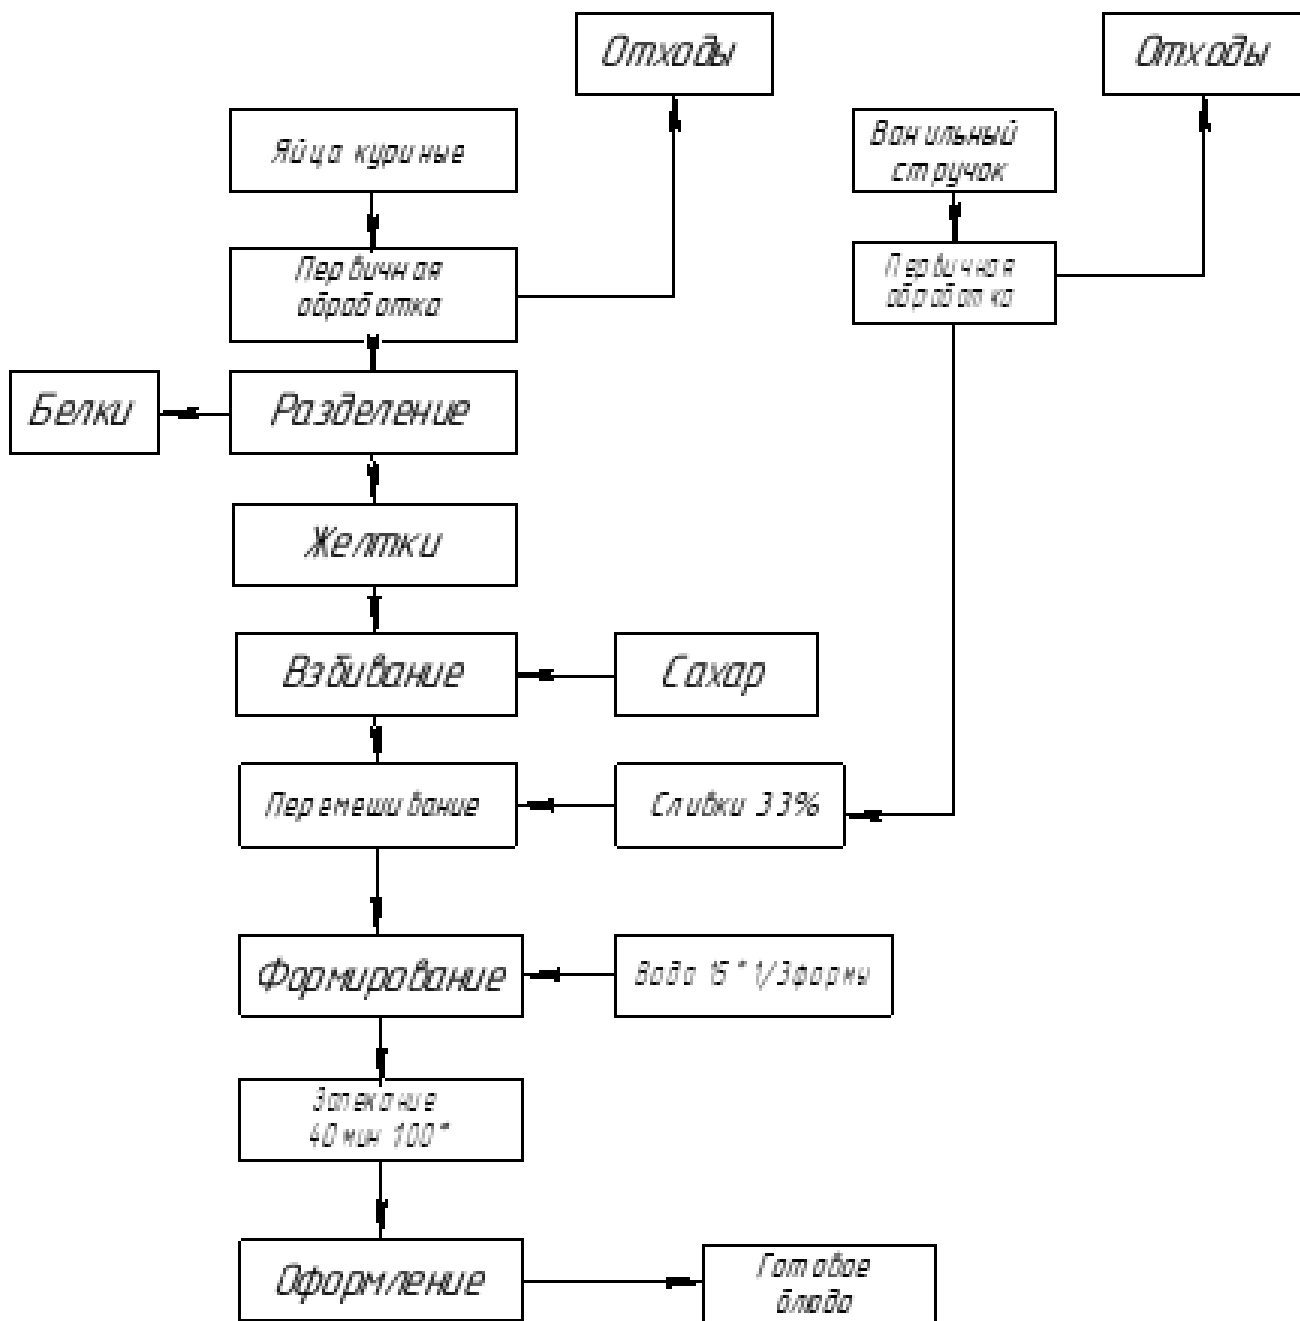 Отходы
Отходы
Яйца куриные
Ванильный
стручок
Первичная
обработка
Первичная
обработка
Белки
Разделение
Желтки
Взбивание
Сахар
Перемешивание
Сливки 33%
Формирование
Вода 15° 1/3формы
Запекание
40 мин 100°
Оформление
Готовое
блюдо